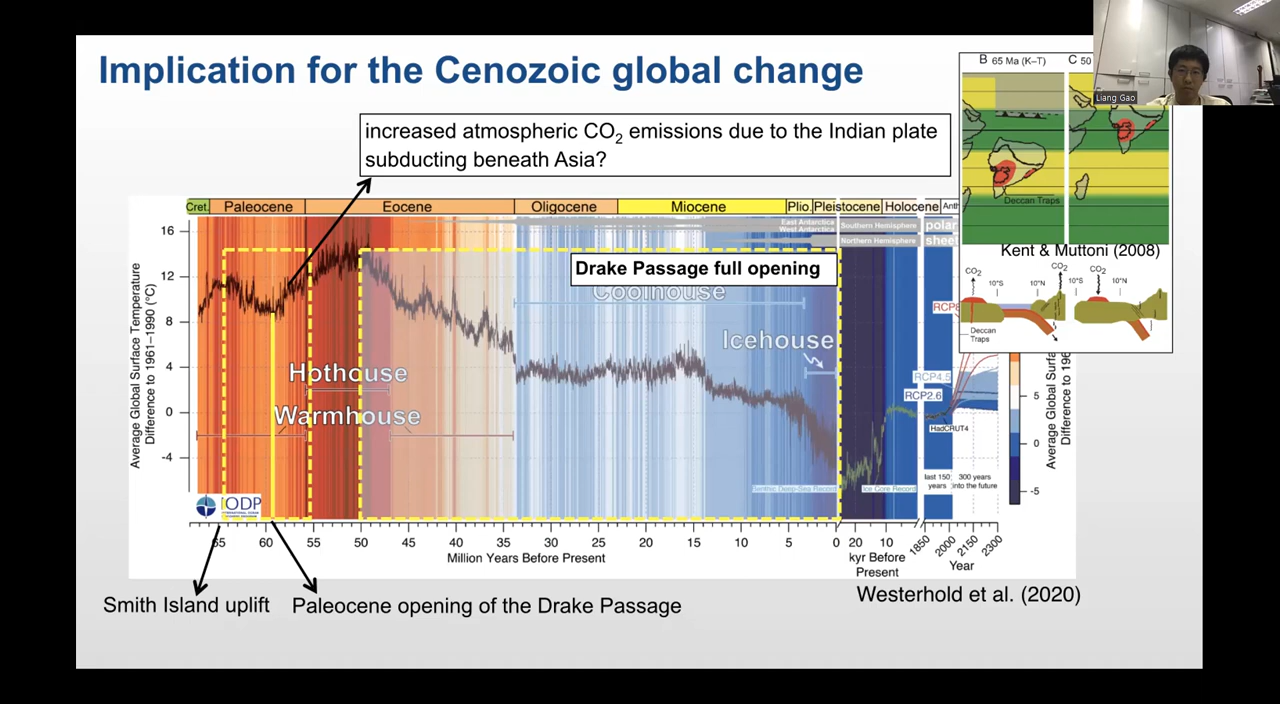 Implication for the Cenozoic global change
B 65 Ma (K–T)
C 50
Liang Gao
increased atmospheric CO2 emissions due to the Indian plate
subducting beneath Asia?
Deccan Traps
Kent & Muttoni (2008)
CO2
CO2
CO2
10°S
10°N
10°S
10°N
Deccan
Traps
Cret.
Paleocene
Eocene
Oligocene
Miocene
Plio.
Pleistocene
Holocene
Anth
East Antarctica
West Antarctica
Southern Hemisphere
Northern Hemisphere
polar
shee
Drake Passage full opening
Coolhouse
Icehouse
Hothouse
Warmhouse
RCP8
RCP4.5
RCP2.6
HadCRUT4
Average Global Surface Temperature
Difference to 1961–1990 (°C)
16
12
8
4
0
-4
Average Global Surfa
Difference to 196
5
0
-5
Benthic Deep-Sea Record
Ice Core Record
last 150
years
300 years
into the future
IODP
65
60
55
50
45
40
35
30
25
20
15
10
5
0
20
10
1850
2000
2150
2300
Million Years Before Present
kyr Before
Present
Year
Smith Island uplift
Paleocene opening of the Drake Passage
Westerhold et al. (2020)